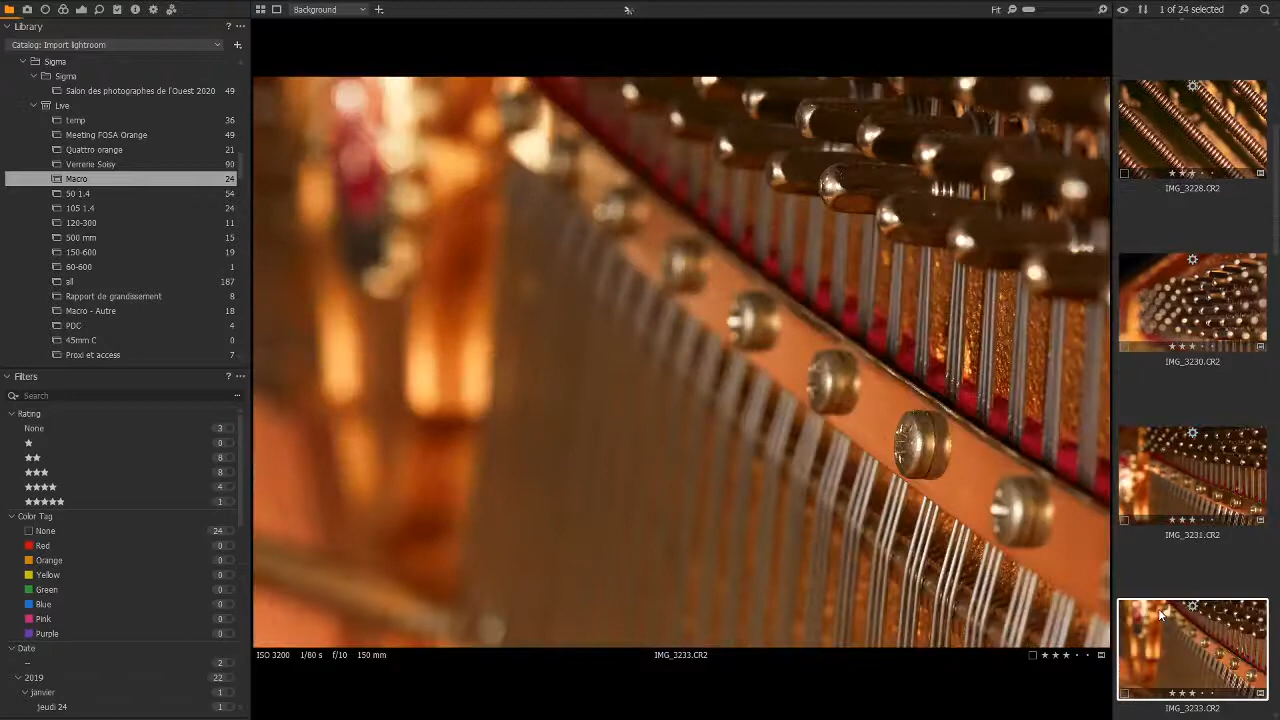 Background
Fit
1 of 24 selected
Library
?
Catalog: Import lightroom
Sigma
Sigma
Salon des photographes de l'Ouest 2020 49
Live
temp 36
Meeting FOSA Orange 49
Quattro orange 21
Verrerie Soisy 90
Macro 24
50 1.4 54
105 1.4 24
120-300 11
500 mm 15
150-600 19
60-600 1
all 187
Rapport de grandissement 8
Macro - Autre 18
PDC 4
45mm C 0
Proxi et access 7
Filters
?
Search
Rating
None 3
0
8
8
4
1
Color Tag
None 24
Red 0
Orange 0
Yellow 0
Green 0
Blue 0
Pink 0
Purple 0
Date
-- 2
2019 22
janvier 1
jeudi 24 1
ISO 3200 1/80 s f/10 150 mm
IMG_3233.CR2
IMG_3228.CR2
IMG_3230.CR2
IMG_3231.CR2
IMG_3233.CR2